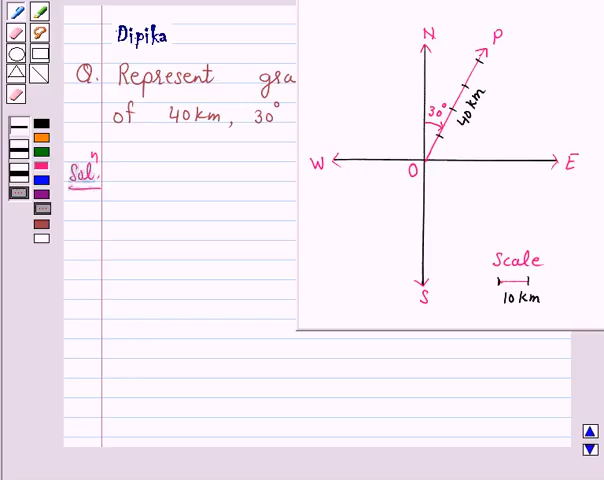 Dipika
Q. Represent gra
of 40km, 30°
Solⁿ.
N
P
30°
40km
W
O
E
S
Scale
10km